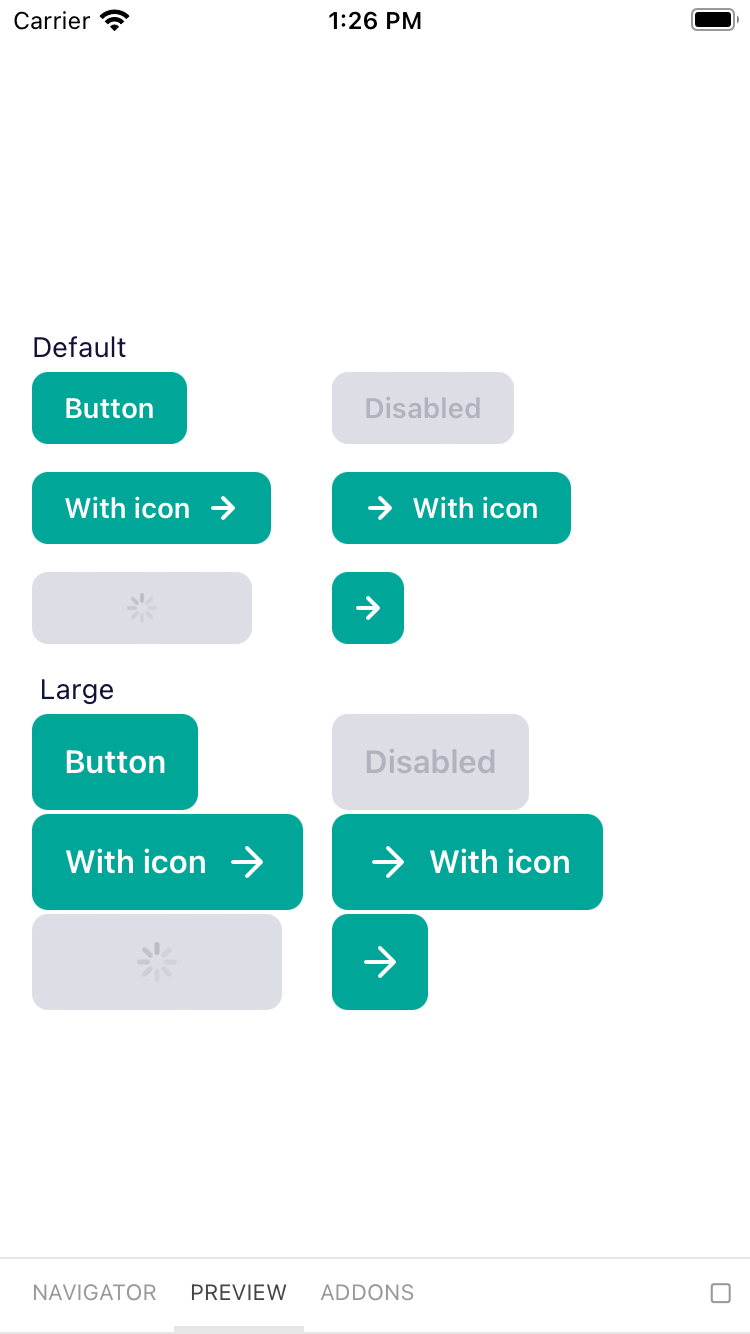 Carrier 1:26 PM
Default
Button Disabled
With icon With icon
Large
Button Disabled
With icon With icon
NAVIGATOR PREVIEW ADDONS